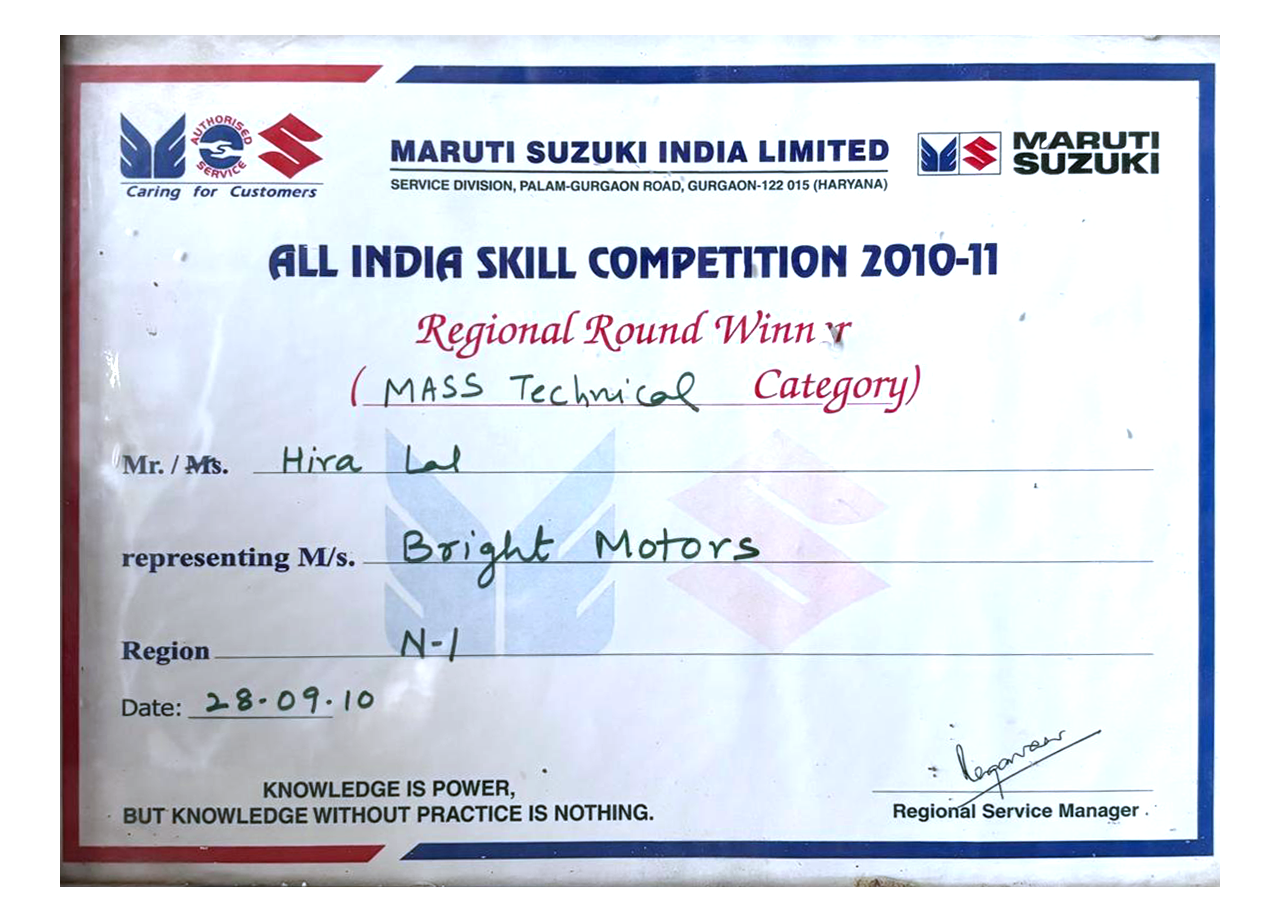 AUTHORISED SERVICE
Caring for Customers
MARUTI SUZUKI INDIA LIMITED
SERVICE DIVISION, PALAM-GURGAON ROAD, GURGAON-122 015 (HARYANA)
MARUTI
SUZUKI
ALL INDIA SKILL COMPETITION 2010-11
Regional Round Winner
( MASS Technical Category)
Mr. / Ms. Hira Lal
representing M/s. Bright Motors
Region N-1
Date: 28.09.10
KNOWLEDGE IS POWER,
BUT KNOWLEDGE WITHOUT PRACTICE IS NOTHING.
Regional Service Manager